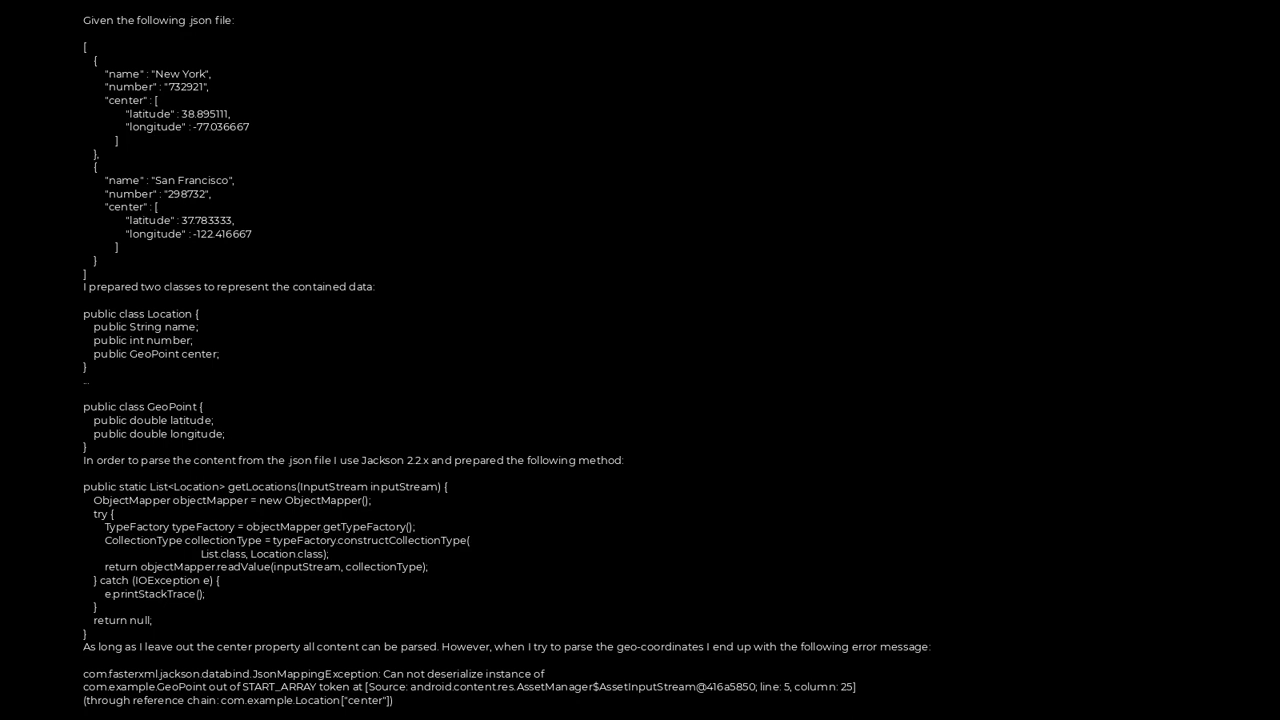 Given the following .json file:
[
{
"name" : "New York",
"number" : "732921",
"center" : [
"latitude" : 38.895111,
"longitude" : -77.036667
]
},
{
"name" : "San Francisco",
"number" : "298732",
"center" : [
"latitude" : 37.783333,
"longitude" : -122.416667
]
}
]
I prepared two classes to represent the contained data:
public class Location {
public String name;
public int number;
public GeoPoint center;
}
...
public class GeoPoint {
public double latitude;
public double longitude;
}
In order to parse the content from the .json file I use Jackson 2.2.x and prepared the following method:
public static List<Location> getLocations(InputStream inputStream) {
ObjectMapper objectMapper = new ObjectMapper();
try {
TypeFactory typeFactory = objectMapper.getTypeFactory();
CollectionType collectionType = typeFactory.constructCollectionType(
List.class, Location.class);
return objectMapper.readValue(inputStream, collectionType);
} catch (IOException e) {
e.printStackTrace();
}
return null;
}
As long as I leave out the center property all content can be parsed. However, when I try to parse the geo-coordinates I end up with the following error message:
com.fasterxml.jackson.databind.JsonMappingException: Can not deserialize instance of
com.example.GeoPoint out of START_ARRAY token at [Source: android.content.res.AssetManager$AssetInputStream@416a5850; line: 5, column: 25]
(through reference chain: com.example.Location["center"])